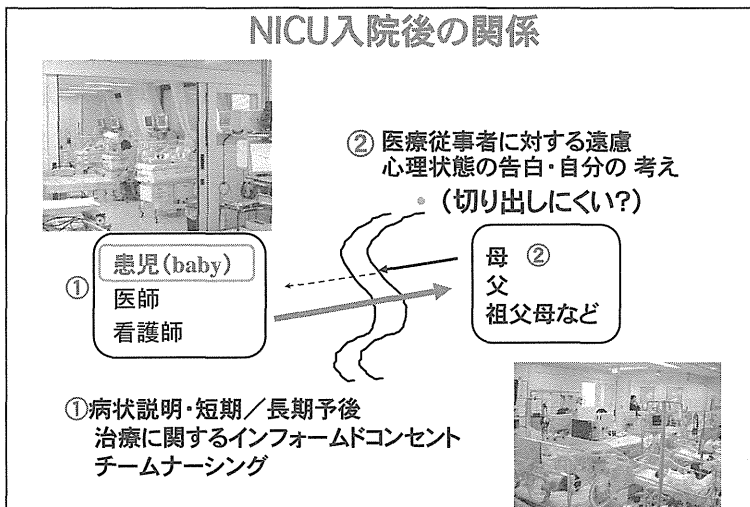 NICU入院後の関係
② 医療従事者に対する遠慮
心理状態の告白・自分の 考え
・(切り出しにくい?)
①
患児(baby)
医師
看護師
母 ②
父
祖父母など
①病状説明・短期/長期予後
治療に関するインフォームドコンセント
チームナーシング